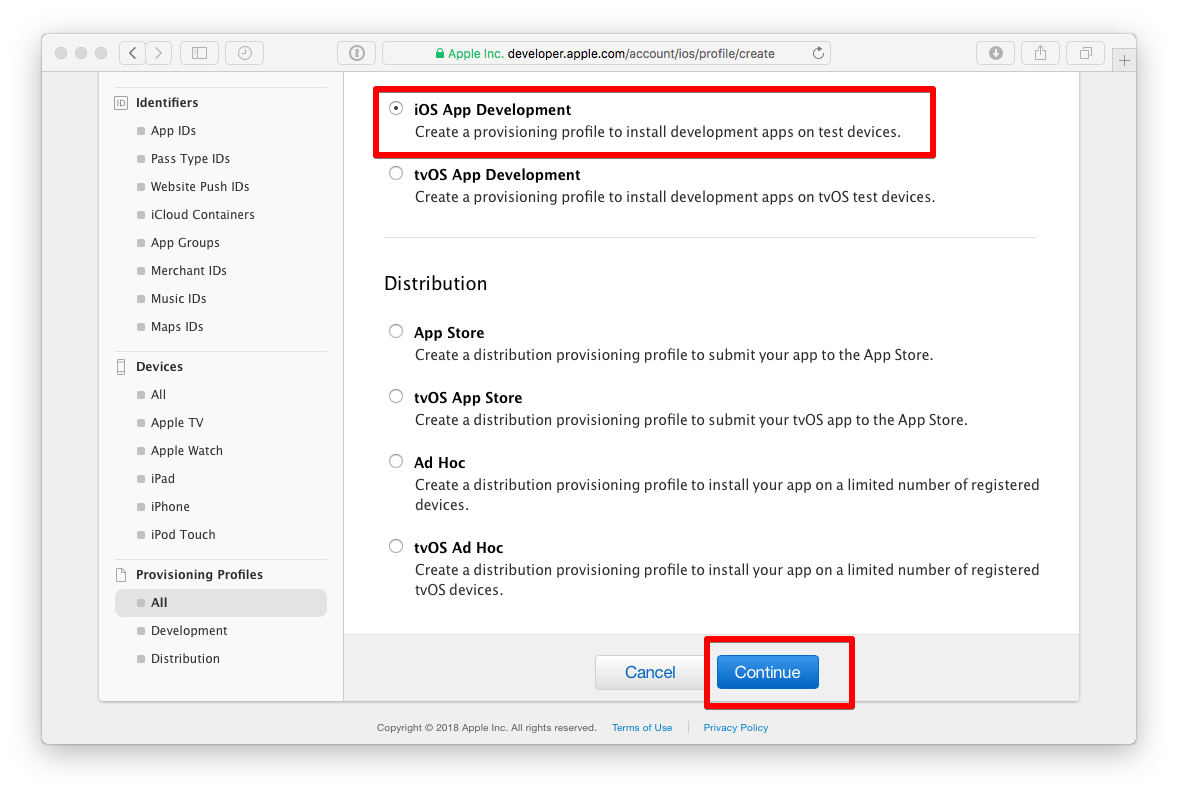 Apple Inc. developer.apple.com/account/ios/profile/create
ID Identifiers
App IDs
Pass Type IDs
Website Push IDs
iCloud Containers
App Groups
Merchant IDs
Music IDs
Maps IDs
Devices
All
Apple TV
Apple Watch
iPad
iPhone
iPod Touch
Provisioning Profiles
All
Development
Distribution
iOS App Development
Create a provisioning profile to install development apps on test devices.
tvOS App Development
Create a provisioning profile to install development apps on tvOS test devices.
Distribution
App Store
Create a distribution provisioning profile to submit your app to the App Store.
tvOS App Store
Create a distribution provisioning profile to submit your tvOS app to the App Store.
Ad Hoc
Create a distribution provisioning profile to install your app on a limited number of registered
devices.
tvOS Ad Hoc
Create a distribution provisioning profile to install your app on a limited number of registered
tvOS devices.
Cancel
Continue
Copyright © 2018 Apple Inc. All rights reserved. Terms of Use | Privacy Policy